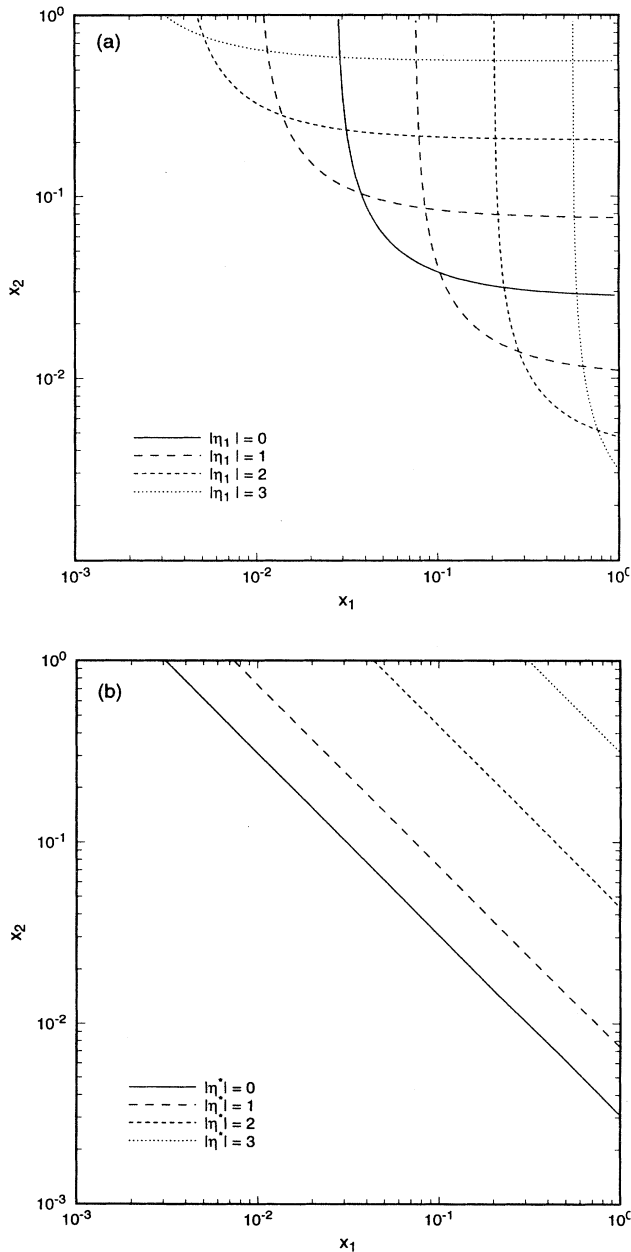 (a)
10⁰
10⁻¹
10⁻²
x₂
|η₁| = 0
|η₁| = 1
|η₁| = 2
|η₁| = 3
10⁻³
10⁻²
10⁻¹
10⁰
x₁
(b)
10⁰
10⁻¹
10⁻²
10⁻³
x₂
|η*| = 0
|η*| = 1
|η*| = 2
|η*| = 3
10⁻³
10⁻²
10⁻¹
10⁰
x₁